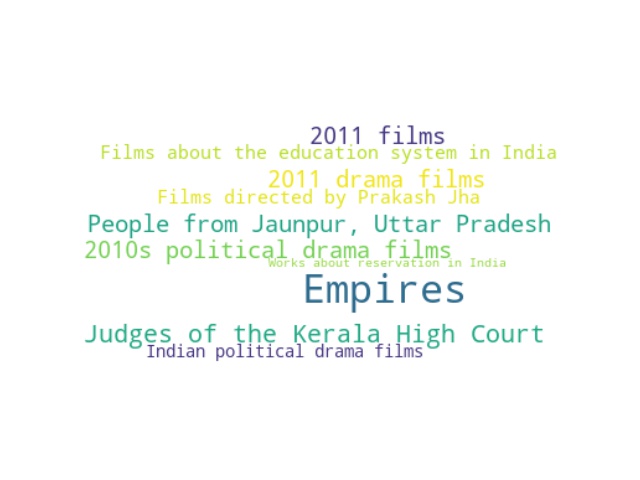 2011 films
Films about the education system in India
2011 drama films
Films directed by Prakash Jha
People from Jaunpur, Uttar Pradesh
2010s political drama films
Works about reservation in India
Empires
Judges of the Kerala High Court
Indian political drama films